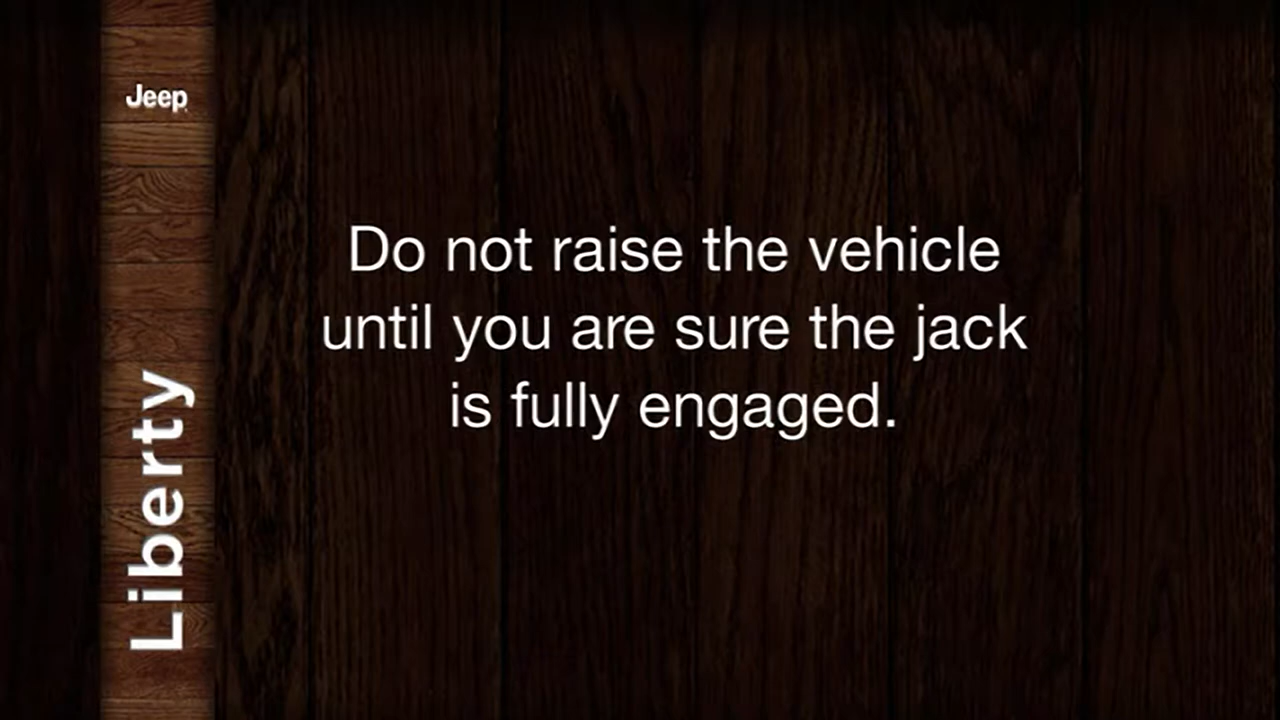 Jeep
Liberty
Do not raise the vehicle
until you are sure the jack
is fully engaged.